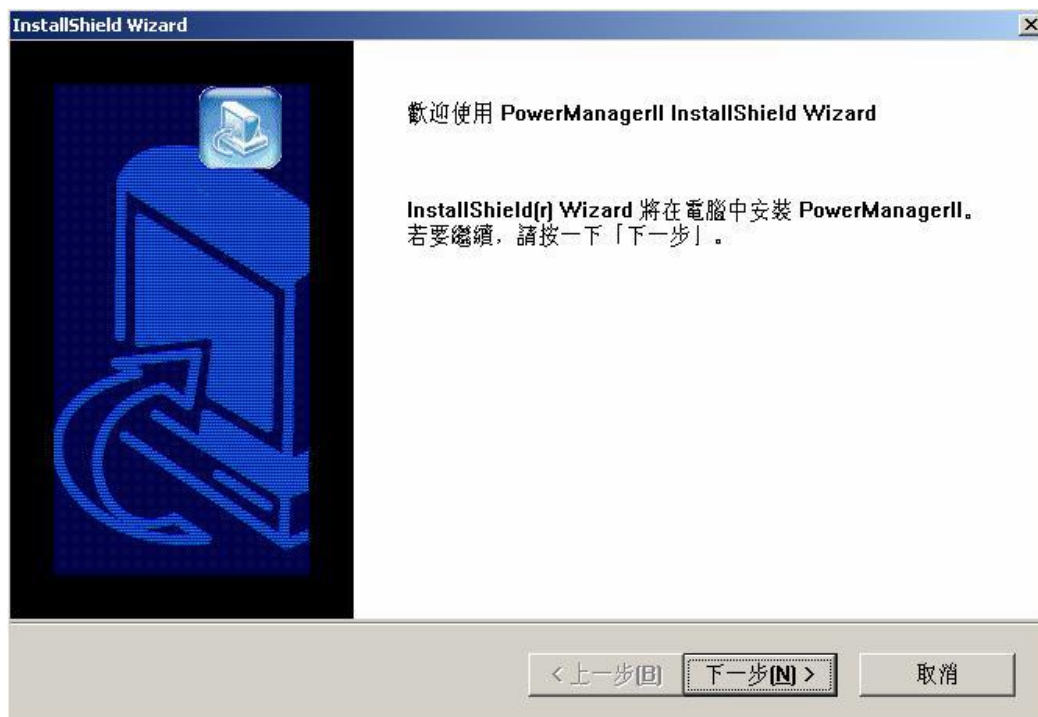 InstallShield Wizard
歡迎使用 PowerManagerII InstallShield Wizard
InstallShield(r) Wizard 將在電腦中安裝 PowerManagerII。
若要繼續，請按一下「下一步」。
< 上一步(B)
下一步(N) >
取消